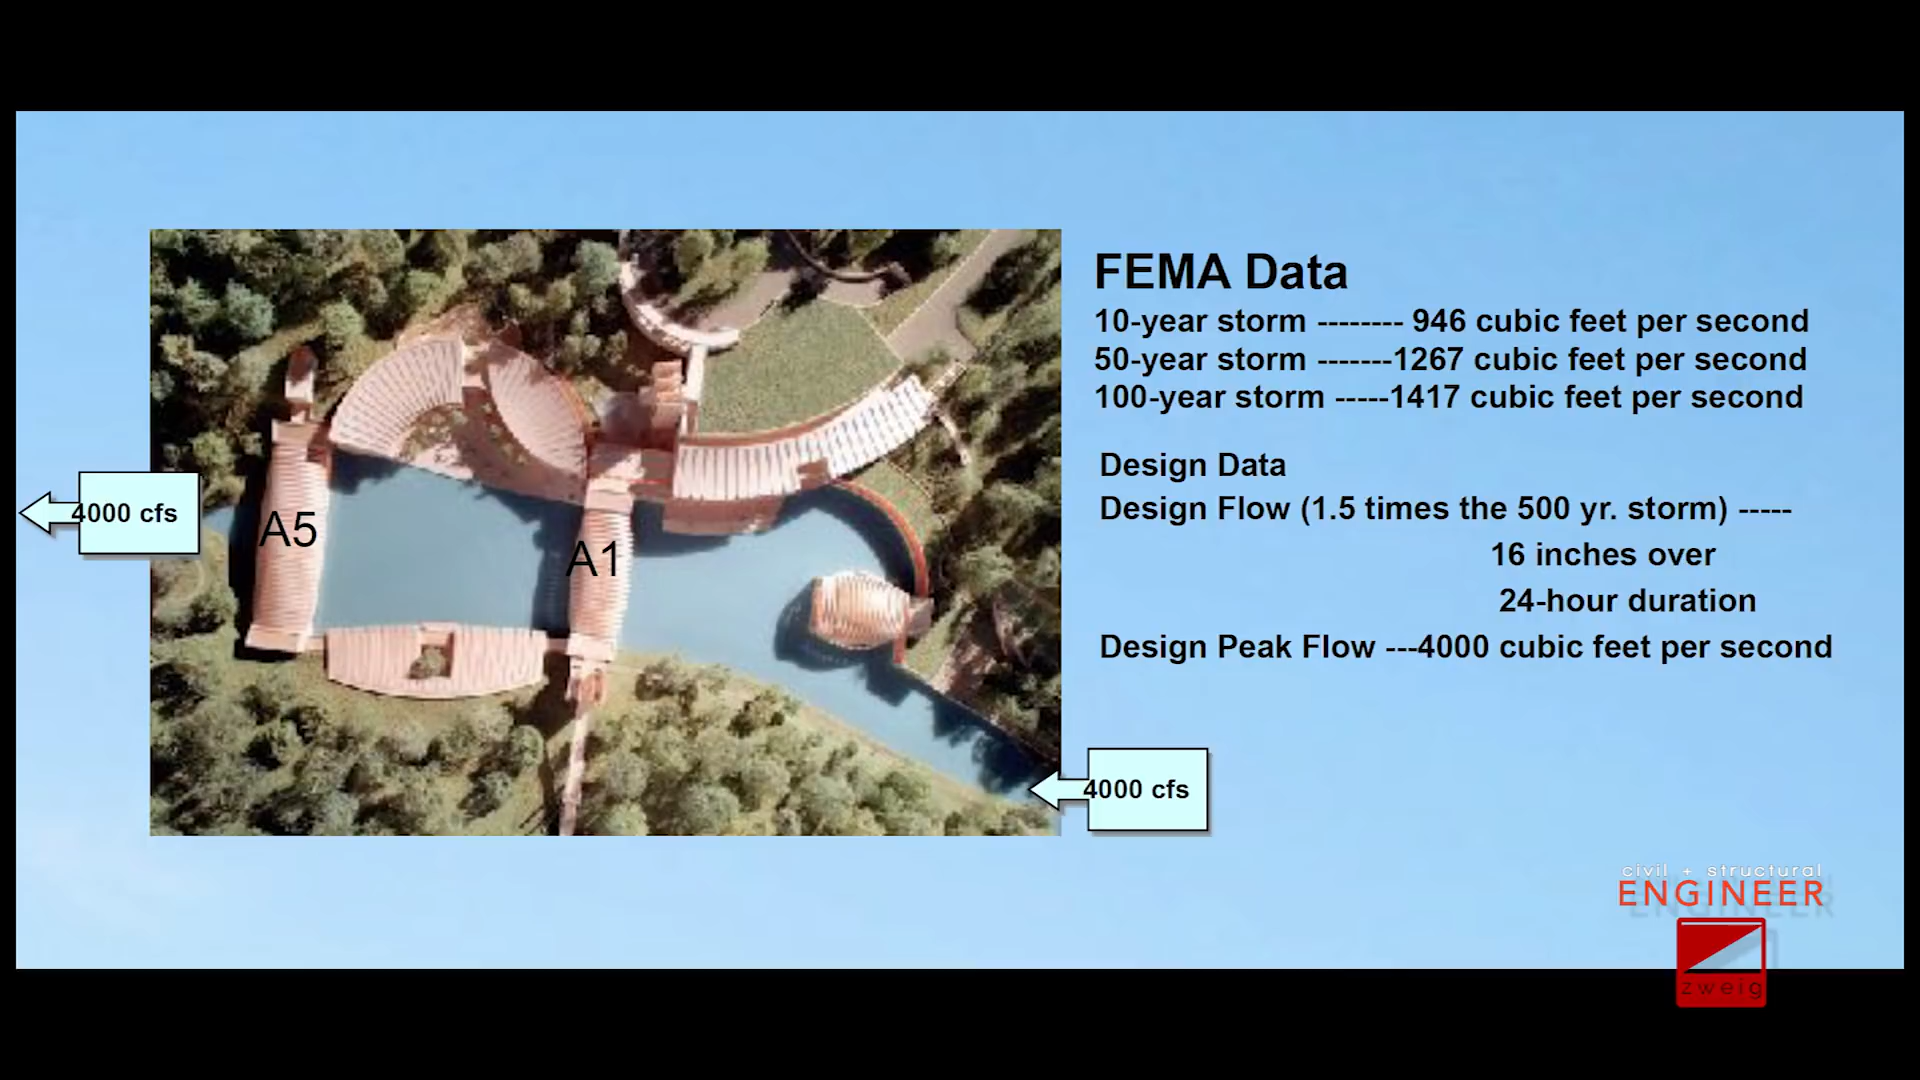 FEMA Data
10-year storm -------- 946 cubic feet per second
50-year storm -------1267 cubic feet per second
100-year storm -----1417 cubic feet per second
Design Data
Design Flow (1.5 times the 500 yr. storm) -----
16 inches over
24-hour duration
Design Peak Flow ---4000 cubic feet per second
4000 cfs
A5
A1
4000 cfs
civil + structural
ENGINEER
zweig